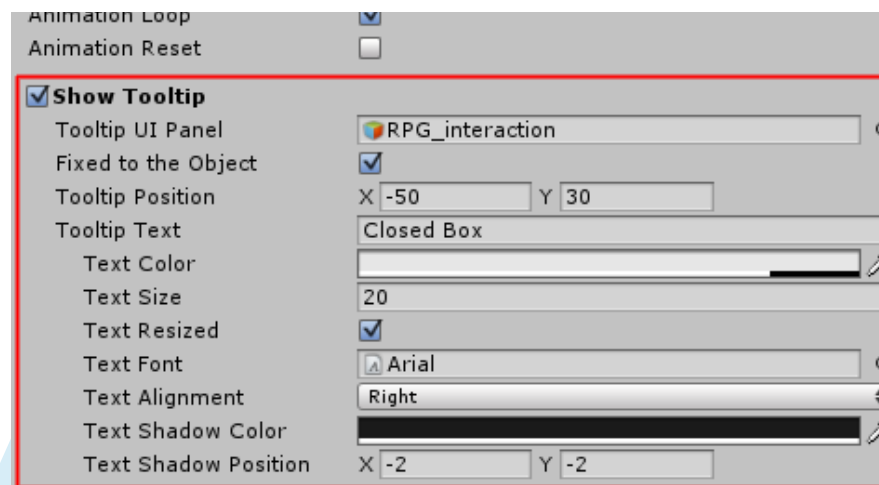 Animation Loop
Animation Reset
Show Tooltip
Tooltip UI Panel RPG_interaction
Fixed to the Object
Tooltip Position X -50 Y 30
Tooltip Text Closed Box
Text Color
Text Size 20
Text Resized
Text Font Arial
Text Alignment Right
Text Shadow Color
Text Shadow Position X -2 Y -2